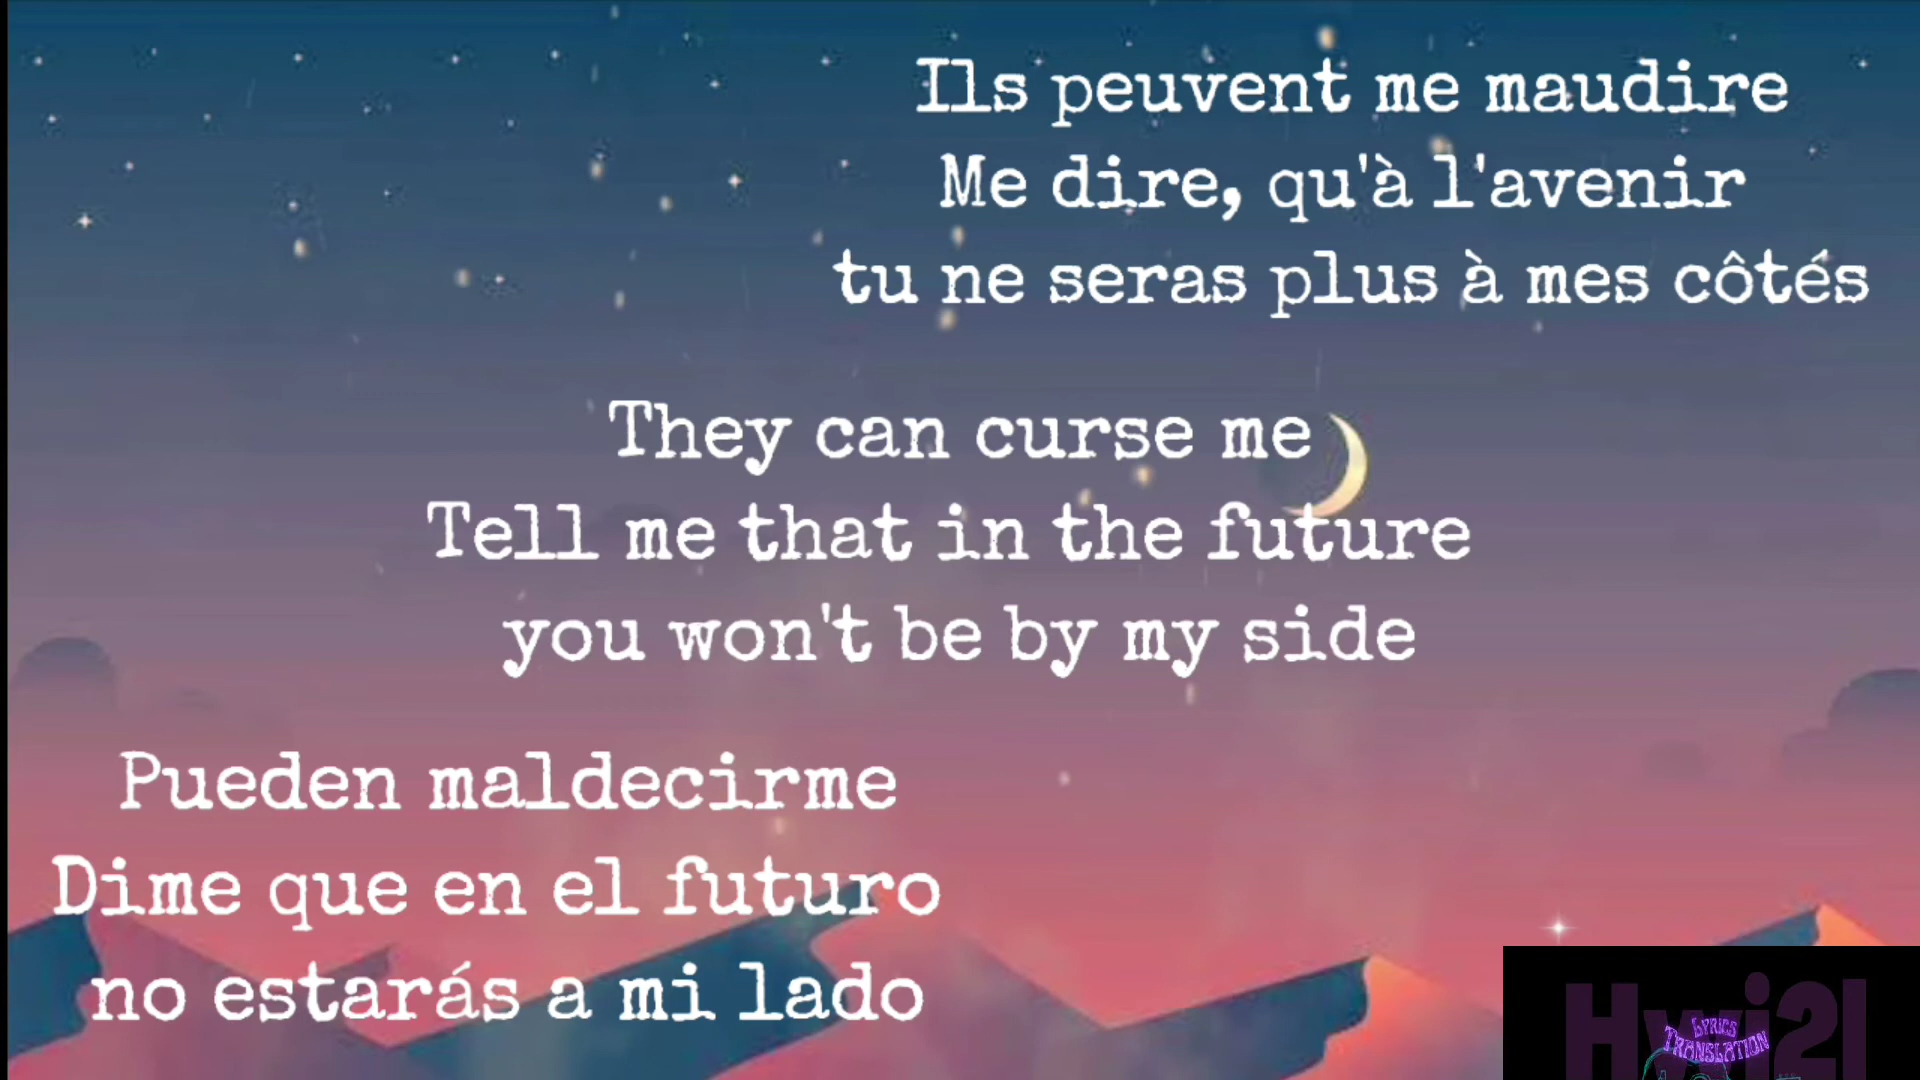 Ils peuvent me maudire
Me dire, qu'à l'avenir
tu ne seras plus à mes côtés
They can curse me
Tell me that in the future
you won't be by my side
Pueden maldecirme
Dime que en el futuro
no estarás a mi lado
LYRICS
TRANSLATION